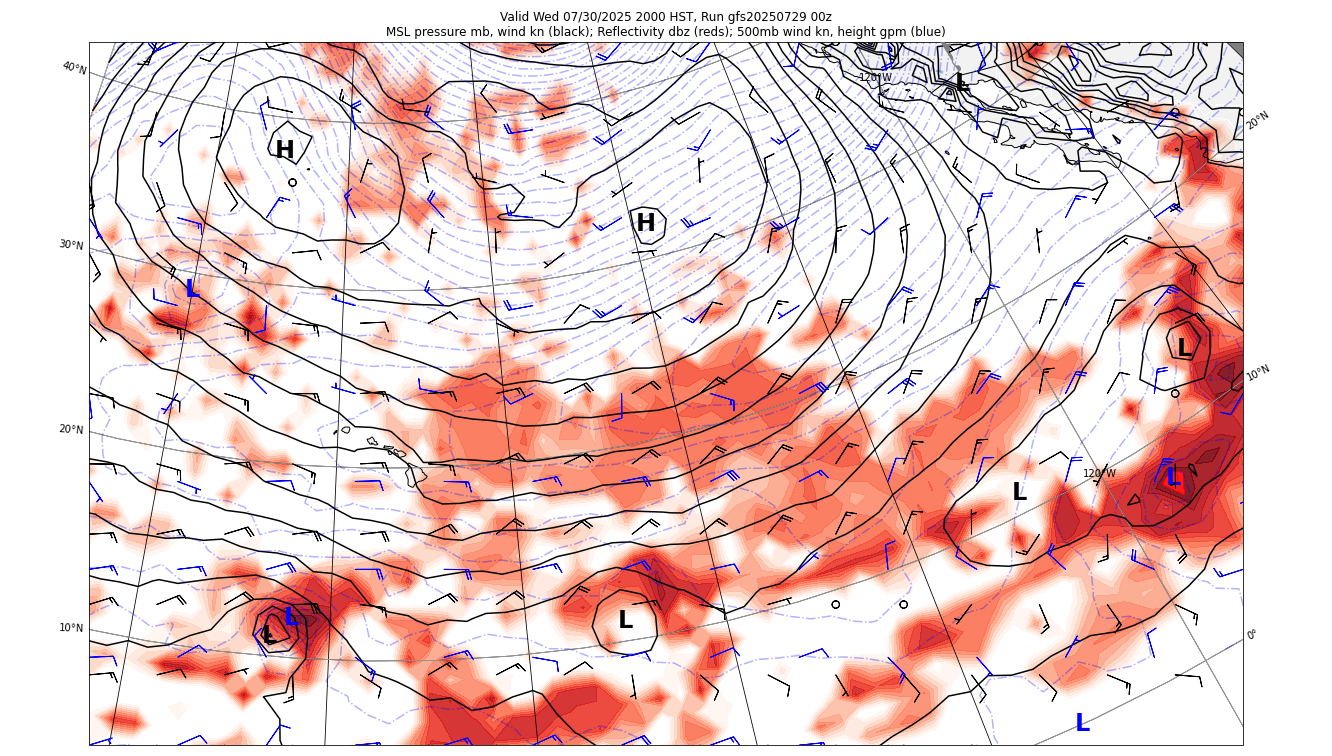 Valid Wed 07/30/2025 2000 HST, Run gfs20250729 00z
MSL pressure mb, wind kn (black); Reflectivity dbz (reds); 500mb wind kn, height gpm (blue)
40°N
120°W
L
20°N
H
H
30°N
L
L
10°N
20°N
120°W
L
L
10°N
L
L
L
0°
L